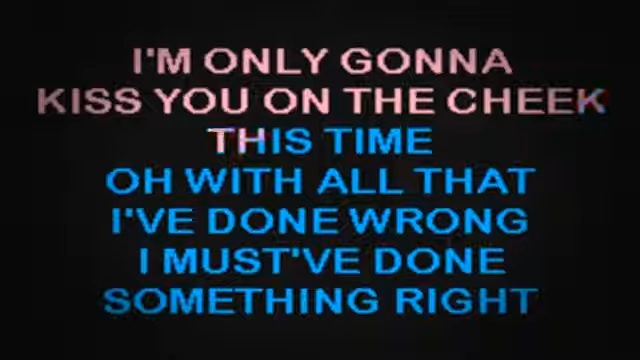 I'M ONLY GONNA
KISS YOU ON THE CHEEK
THIS TIME
OH WITH ALL THAT
I'VE DONE WRONG
I MUST'VE DONE
SOMETHING RIGHT